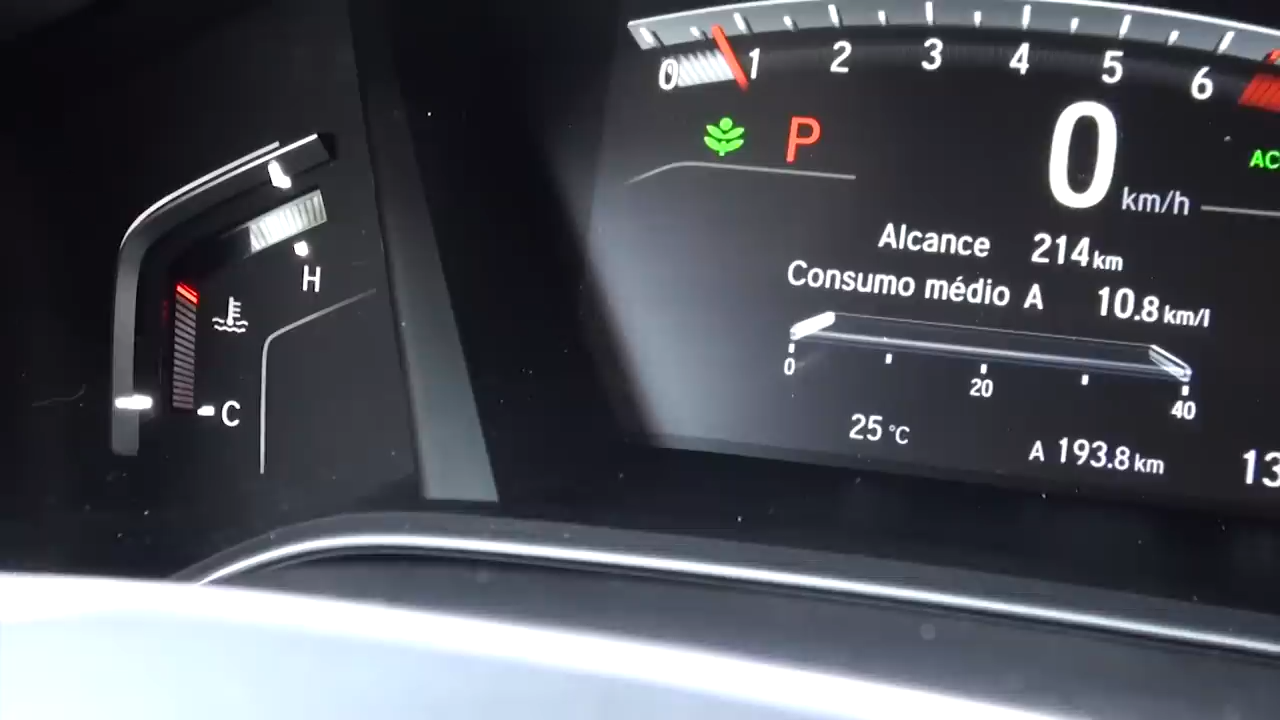 0 1 2 3 4 5 6
P
0 km/h
Alcance 214 km
Consumo médio A 10.8 km/l
0 20 40
25 °C
A 193.8 km
H
C